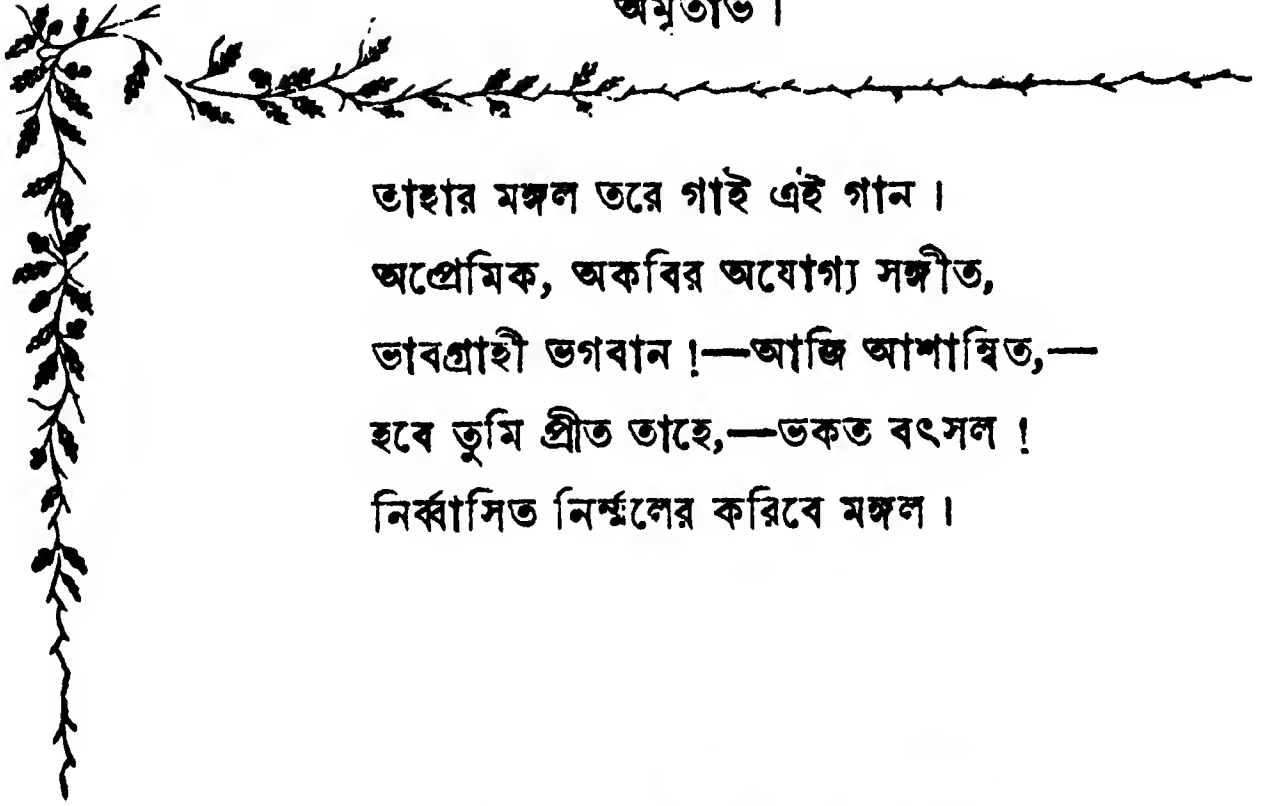 অমৃতাভ।
তাহার মঙ্গল তরে গাই এই গান।
অপ্রেমিক, অকবির অযোগ্য সঙ্গীত,
ভাবগ্রাহী ভগবান!—আজি আশান্বিত,—
হবে তুমি প্রীত তাহে,—ভকত বৎসল!
নির্ব্বাসিত নির্ম্মলের করিবে মঙ্গল।